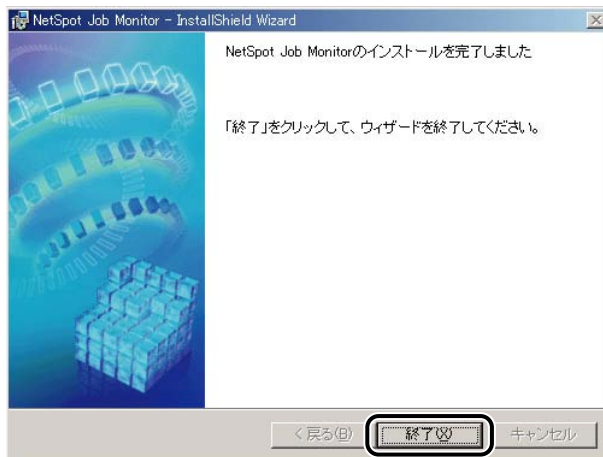 NetSpot Job Monitor - InstallShield Wizard
NetSpot Job Monitorのインストールを完了しました
「終了」をクリックして、ウィザードを終了してください。
< 戻る(B)
終了(X)
キャンセル